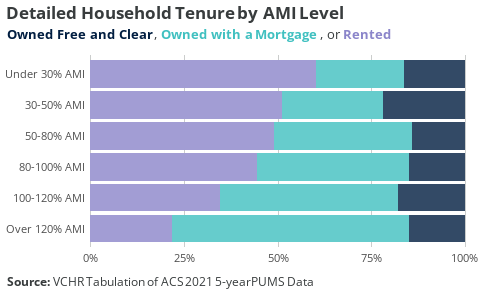 Detailed Household Tenure by AMI Level
Owned Free and Clear, Owned with a Mortgage , or Rented
Under 30% AMI
30-50% AMI
50-80% AMI
80-100% AMI
100-120% AMI
Over 120% AMI
0% 25% 50% 75% 100%
Source: VCHR Tabulation of ACS 2021 5-year PUMS Data